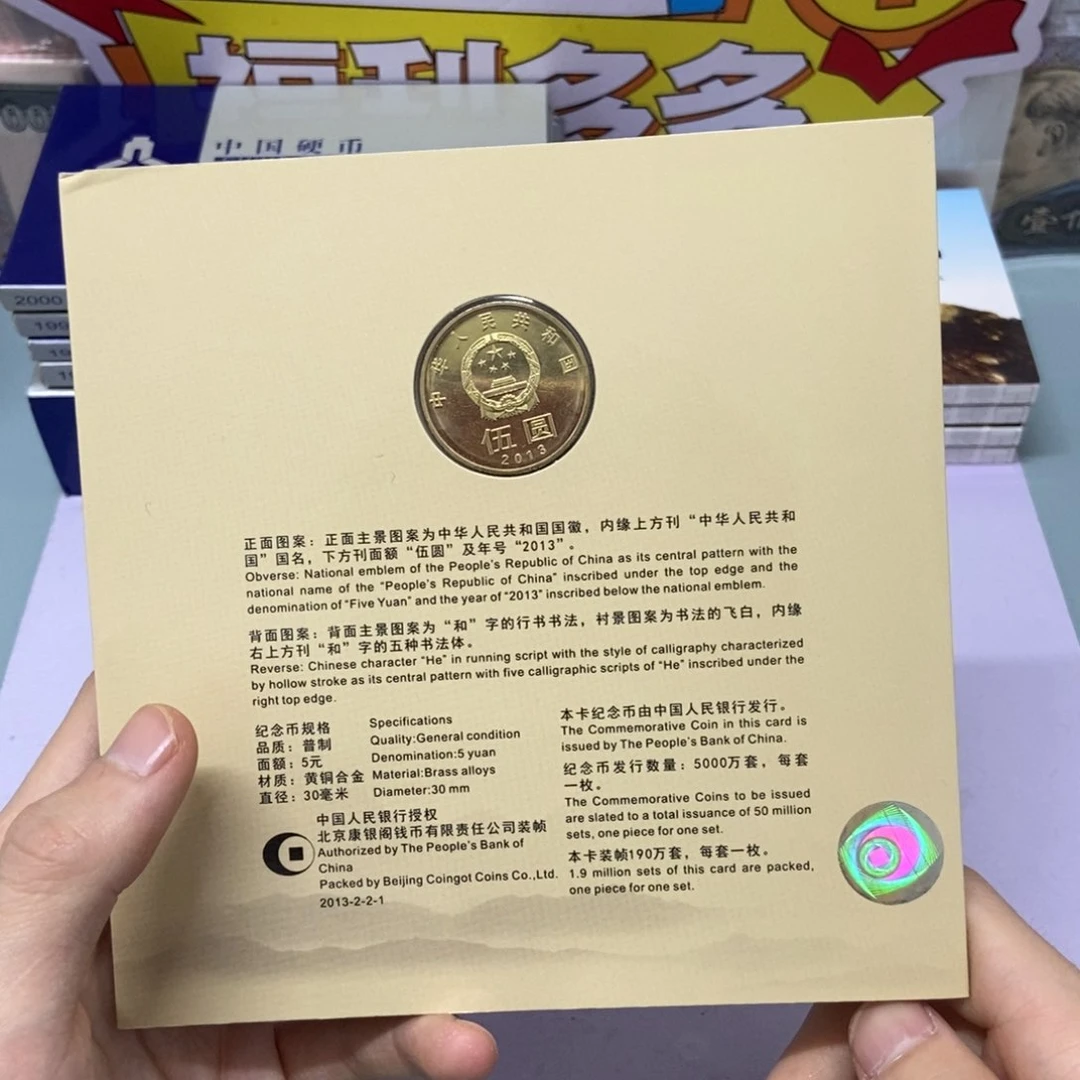 福利多多
中国硬币
2000
199
19
1
壹佰
中华人民共和国
伍圆
2013
正面图案：正面主景图案为中华人民共和国国徽，内缘上方刊“中华人民共和
国”国名，下方刊面额“伍圆”及年号“2013”。
Obverse: National emblem of the People's Republic of China as its central pattern with the
national name of the “People's Republic of China” inscribed under the top edge and the
denomination of “Five Yuan” and the year of “2013” inscribed below the national emblem.
背面图案：背面主景图案为“和”字的行书书法，衬景图案为书法的飞白，内缘
右上方刊“和”字的五种书法体。
Reverse: Chinese character “He” in running script with the style of calligraphy characterized
by hollow stroke as its central pattern with five calligraphic scripts of “He” inscribed under the
right top edge.
纪念币规格
品质：普制
面额：5元
材质：黄铜合金
直径：30毫米
Specifications
Quality:General condition
Denomination:5 yuan
Material:Brass alloys
Diameter:30 mm
中国人民银行授权
北京康银阁钱币有限责任公司装帧
Authorized by The People's Bank of
China
Packed by Beijing Coingot Coins Co.,Ltd.
2013-2-2-1
本卡纪念币由中国人民银行发行。
The Commemorative Coin in this card is
issued by The People's Bank of China.
纪念币发行数量：5000万套，每套
一枚。
The Commemorative Coins to be issued
are slated to a total issuance of 50 million
sets, one piece for one set.
本卡装帧190万套，每套一枚。
1.9 million sets of this card are packed,
one piece for one set.